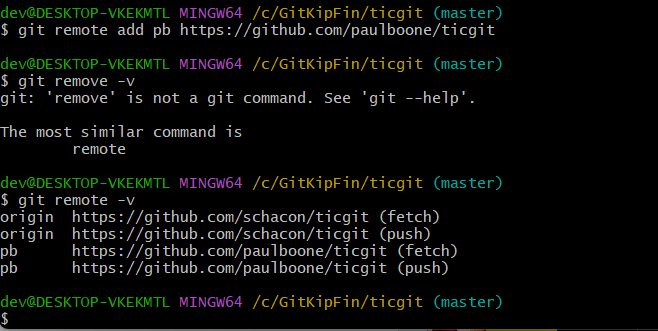 dev@DESKTOP-VKEKMTL MINGW64 /c/GitKipFin/ticgit (master)
$ git remote add pb https://github.com/paulboone/ticgit
dev@DESKTOP-VKEKMTL MINGW64 /c/GitKipFin/ticgit (master)
$ git remove -v
git: 'remove' is not a git command. See 'git --help'.
The most similar command is
        remote
dev@DESKTOP-VKEKMTL MINGW64 /c/GitKipFin/ticgit (master)
$ git remote -v
origin  https://github.com/schacon/ticgit (fetch)
origin  https://github.com/schacon/ticgit (push)
pb      https://github.com/paulboone/ticgit (fetch)
pb      https://github.com/paulboone/ticgit (push)
dev@DESKTOP-VKEKMTL MINGW64 /c/GitKipFin/ticgit (master)
$